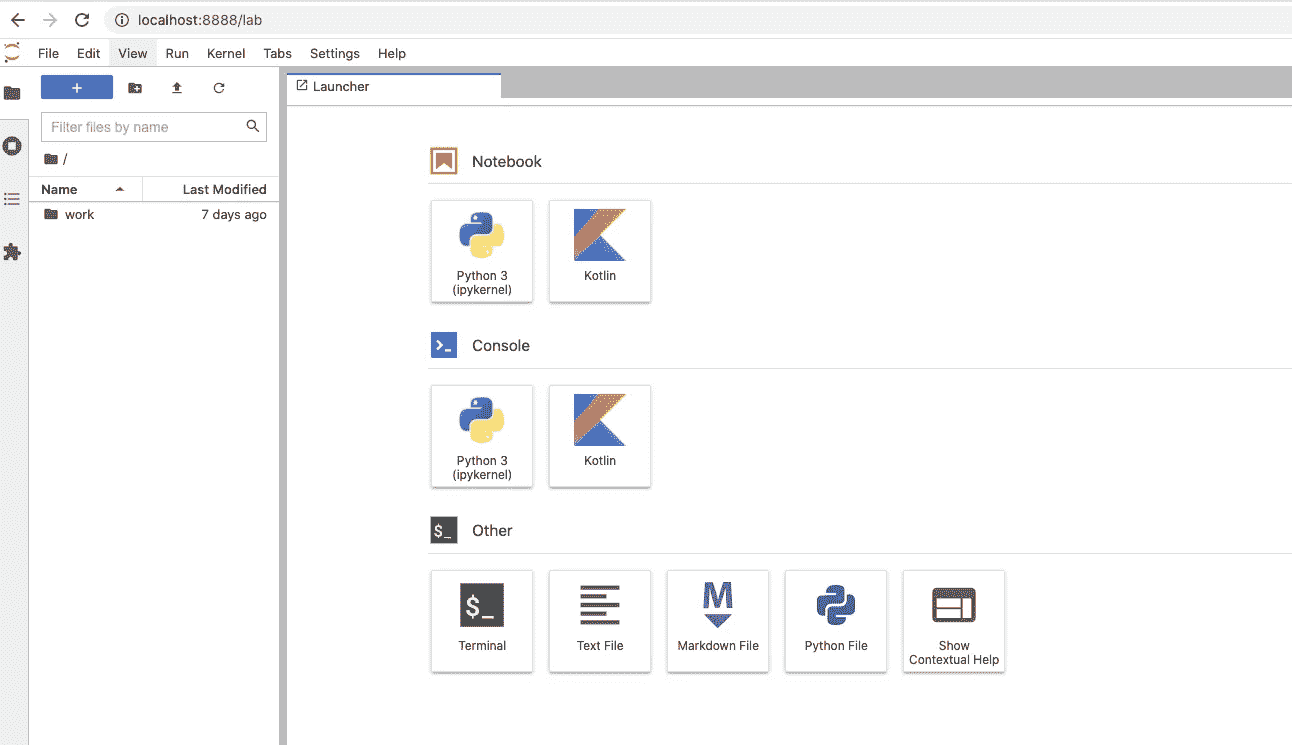 localhost:8888/lab
File Edit View Run Kernel Tabs Settings Help
+
Launcher
Filter files by name
/
Name Last Modified
work 7 days ago
Notebook
Python 3
(ipykernel)
Kotlin
Console
Python 3
(ipykernel)
Kotlin
$_ Other
$_
Terminal
Text File
M
Markdown File
Python File
Show
Contextual Help